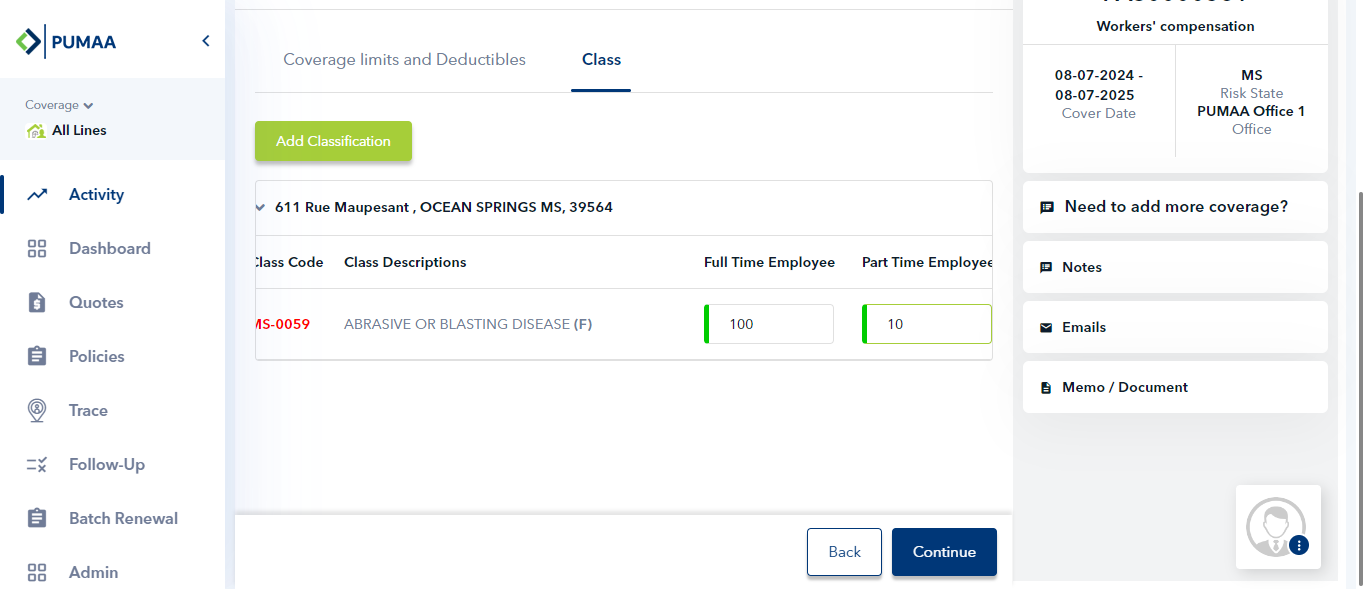 PUMAA
Coverage
All Lines
Activity
Dashboard
Quotes
Policies
Trace
Follow-Up
Batch Renewal
Admin
Coverage limits and Deductibles
Class
Add Classification
611 Rue Maupesant , OCEAN SPRINGS MS, 39564
Class Code Class Descriptions Full Time Employee Part Time Employee
MS-0059 ABRASIVE OR BLASTING DISEASE (F) 100 10
Back Continue
Workers' compensation
08-07-2024 -
08-07-2025
Cover Date
MS
Risk State
PUMAA Office 1
Office
Need to add more coverage?
Notes
Emails
Memo / Document